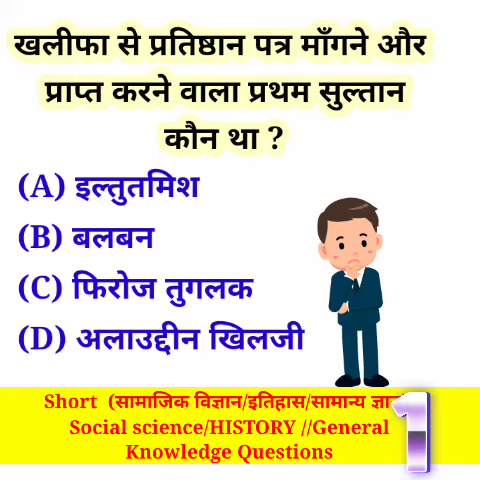 खलीफा से प्रतिष्ठान पत्र माँगने और
प्राप्त करने वाला प्रथम सुल्तान
कौन था ?
(A) इल्तुतमिश
(B) बलबन
(C) फिरोज तुगलक
(D) अलाउद्दीन खिलजी
Short (सामाजिक विज्ञान/इतिहास/सामान्य
Social science/HISTORY //General
Knowledge Questions
1